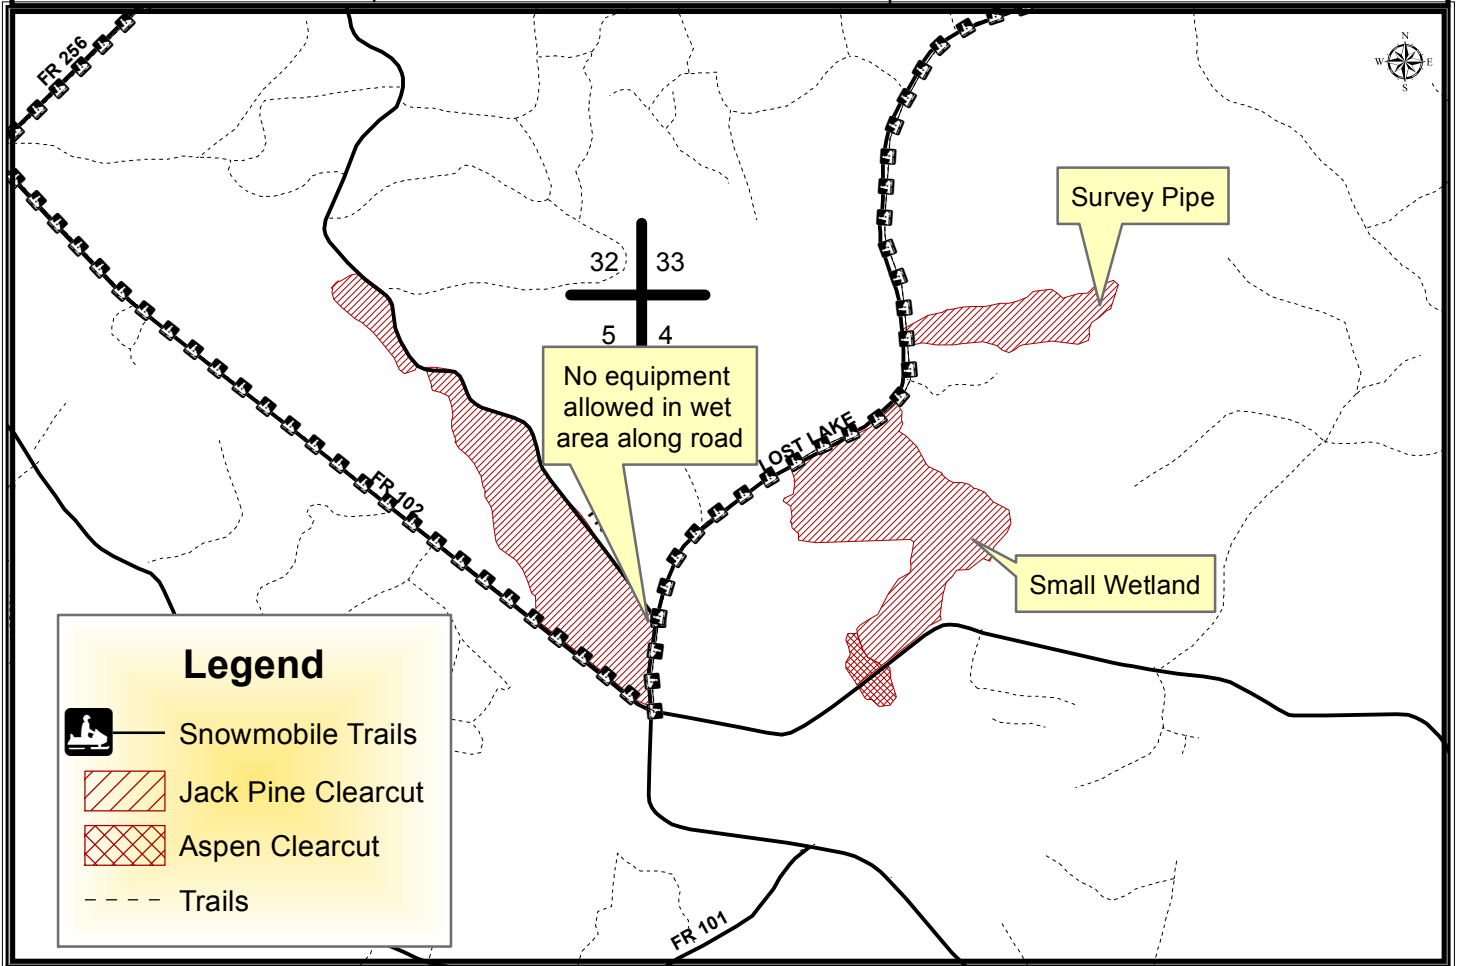 FR 256
N
W E
S
Survey Pipe
32 33
5 4
No equipment
allowed in wet
area along road
LOST LAKE
FR 102
Small Wetland
Legend
Snowmobile Trails
Jack Pine Clearcut
Aspen Clearcut
Trails
FR 101